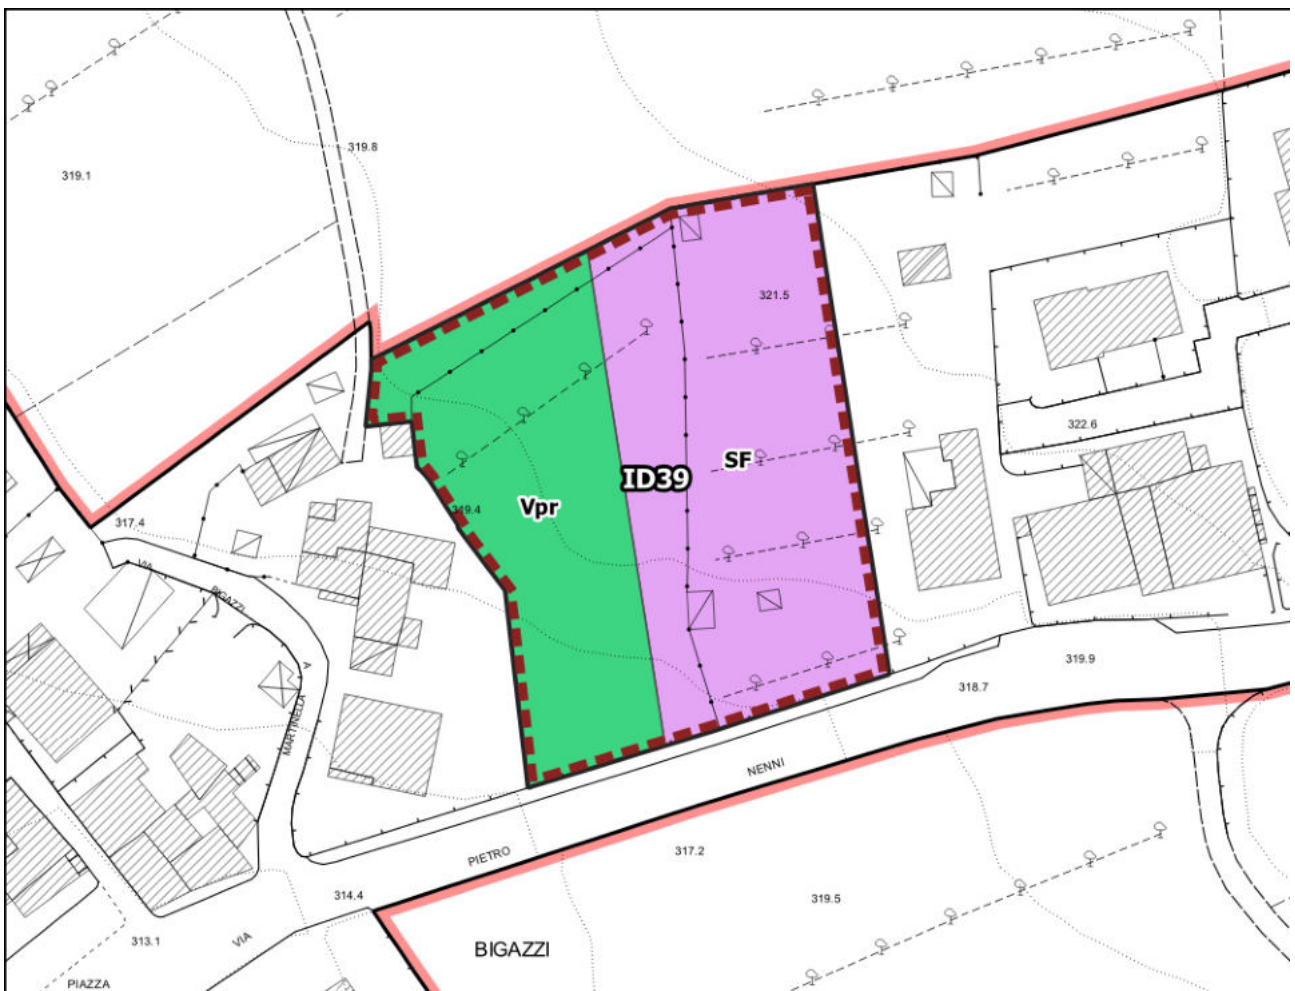 319.8
319.1
321.5
322.6
SF
ID39
Vpr
319.4
317.4
VIA
BIGAZZI
A
MARTINELLA
319.9
318.7
NENNI
PIETRO
317.2
314.4
319.5
313.1
VIA
BIGAZZI
PIAZZA